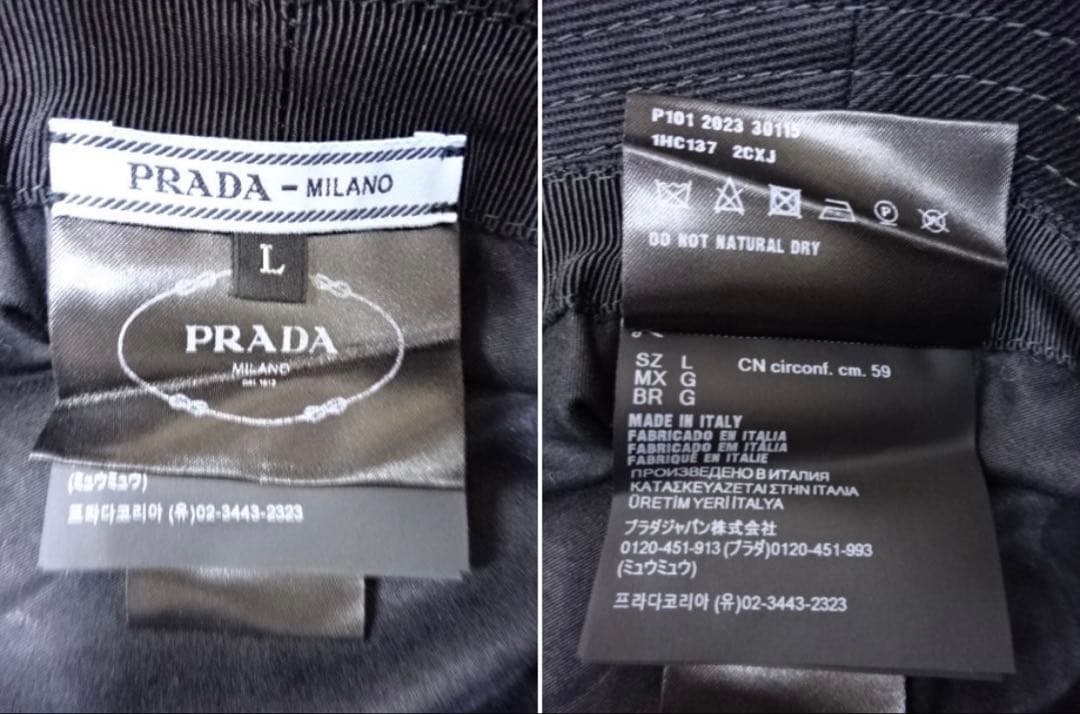 PRADA - MILANO
L
PRADA
MILANO
DAL 1913
(ミュウミュウ)
프라다코리아 (유)02-3443-2323
P101 2023 30115
1HC137 2CXJ
DO NOT NATURAL DRY
SZ L CN circonf. cm. 59
MX G
BR G
MADE IN ITALY
FABRICADO EN ITALIA
FABRICADO EM ITALIA
FABRIQUE EN ITALIE
ПРОИЗВЕДЕНО В ИТАЛИЯ
ΚΑΤΑΣΚΕΥΑΖΕΤΑΙ ΣΤΗΝ ΙΤΑΛΙΑ
ÜRETİM YERİ İTALYA
プラダジャパン株式会社
0120-451-913 (プラダ)0120-451-993
(ミュウミュウ)
프라다코리아 (유)02-3443-2323